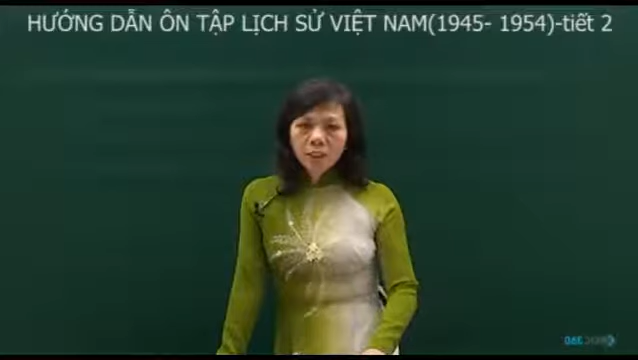 HƯỚNG DẪN ÔN TẬP LỊCH SỬ VIỆT NAM(1945- 1954)-tiết 2